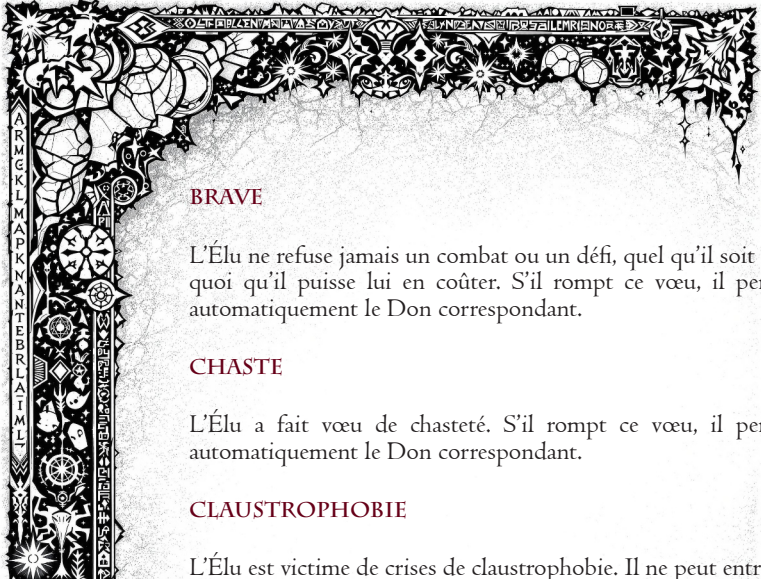 BRAVE
L'Élu ne refuse jamais un combat ou un défi, quel qu'il soit
quoi qu'il puisse lui en coûter. S'il rompt ce vœu, il per
automatiquement le Don correspondant.
CHASTE
L'Élu a fait vœu de chasteté. S'il rompt ce vœu, il per
automatiquement le Don correspondant.
CLAUSTROPHOBIE
L'Élu est victime de crises de claustrophobie. Il ne peut entr